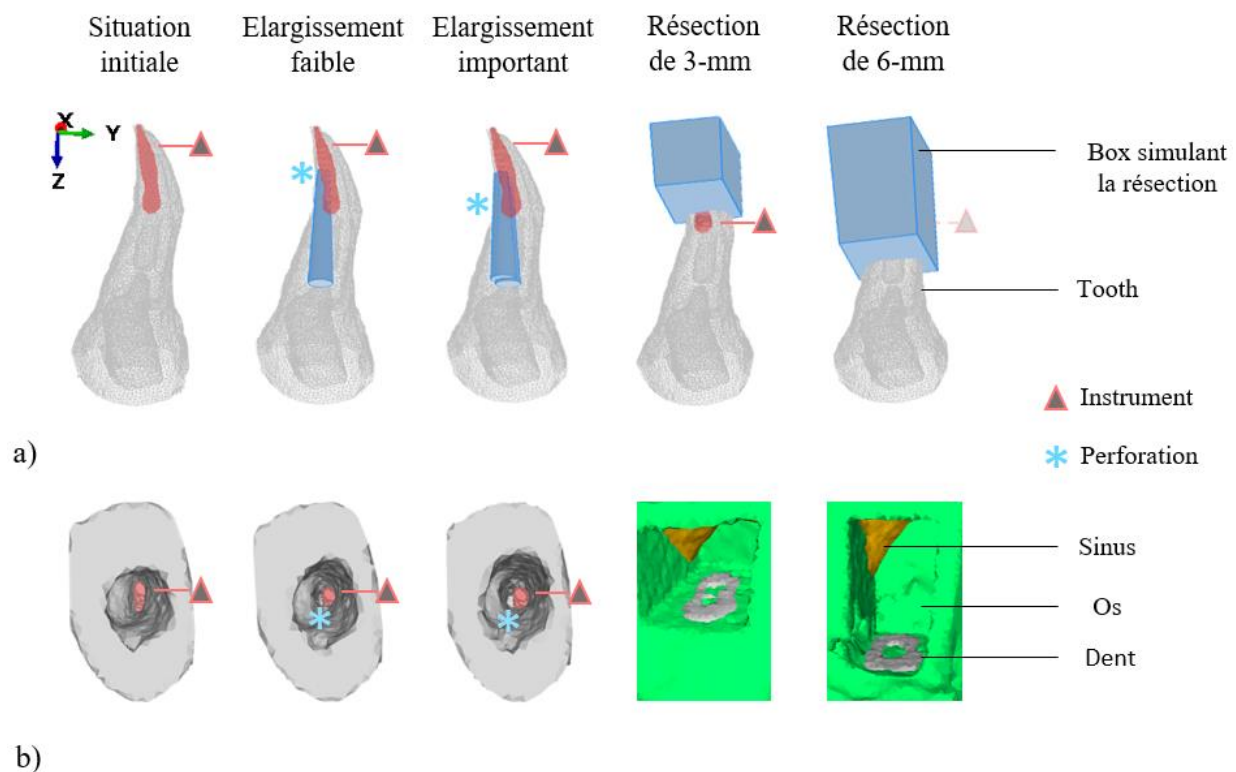 Situation
initiale
Elargissement
faible
Elargissement
important
Résection
de 3-mm
Résection
de 6-mm
X
Y
Z
Box simulant
la résection
Tooth
Instrument
Perforation
a)
Sinus
Os
Dent
b)